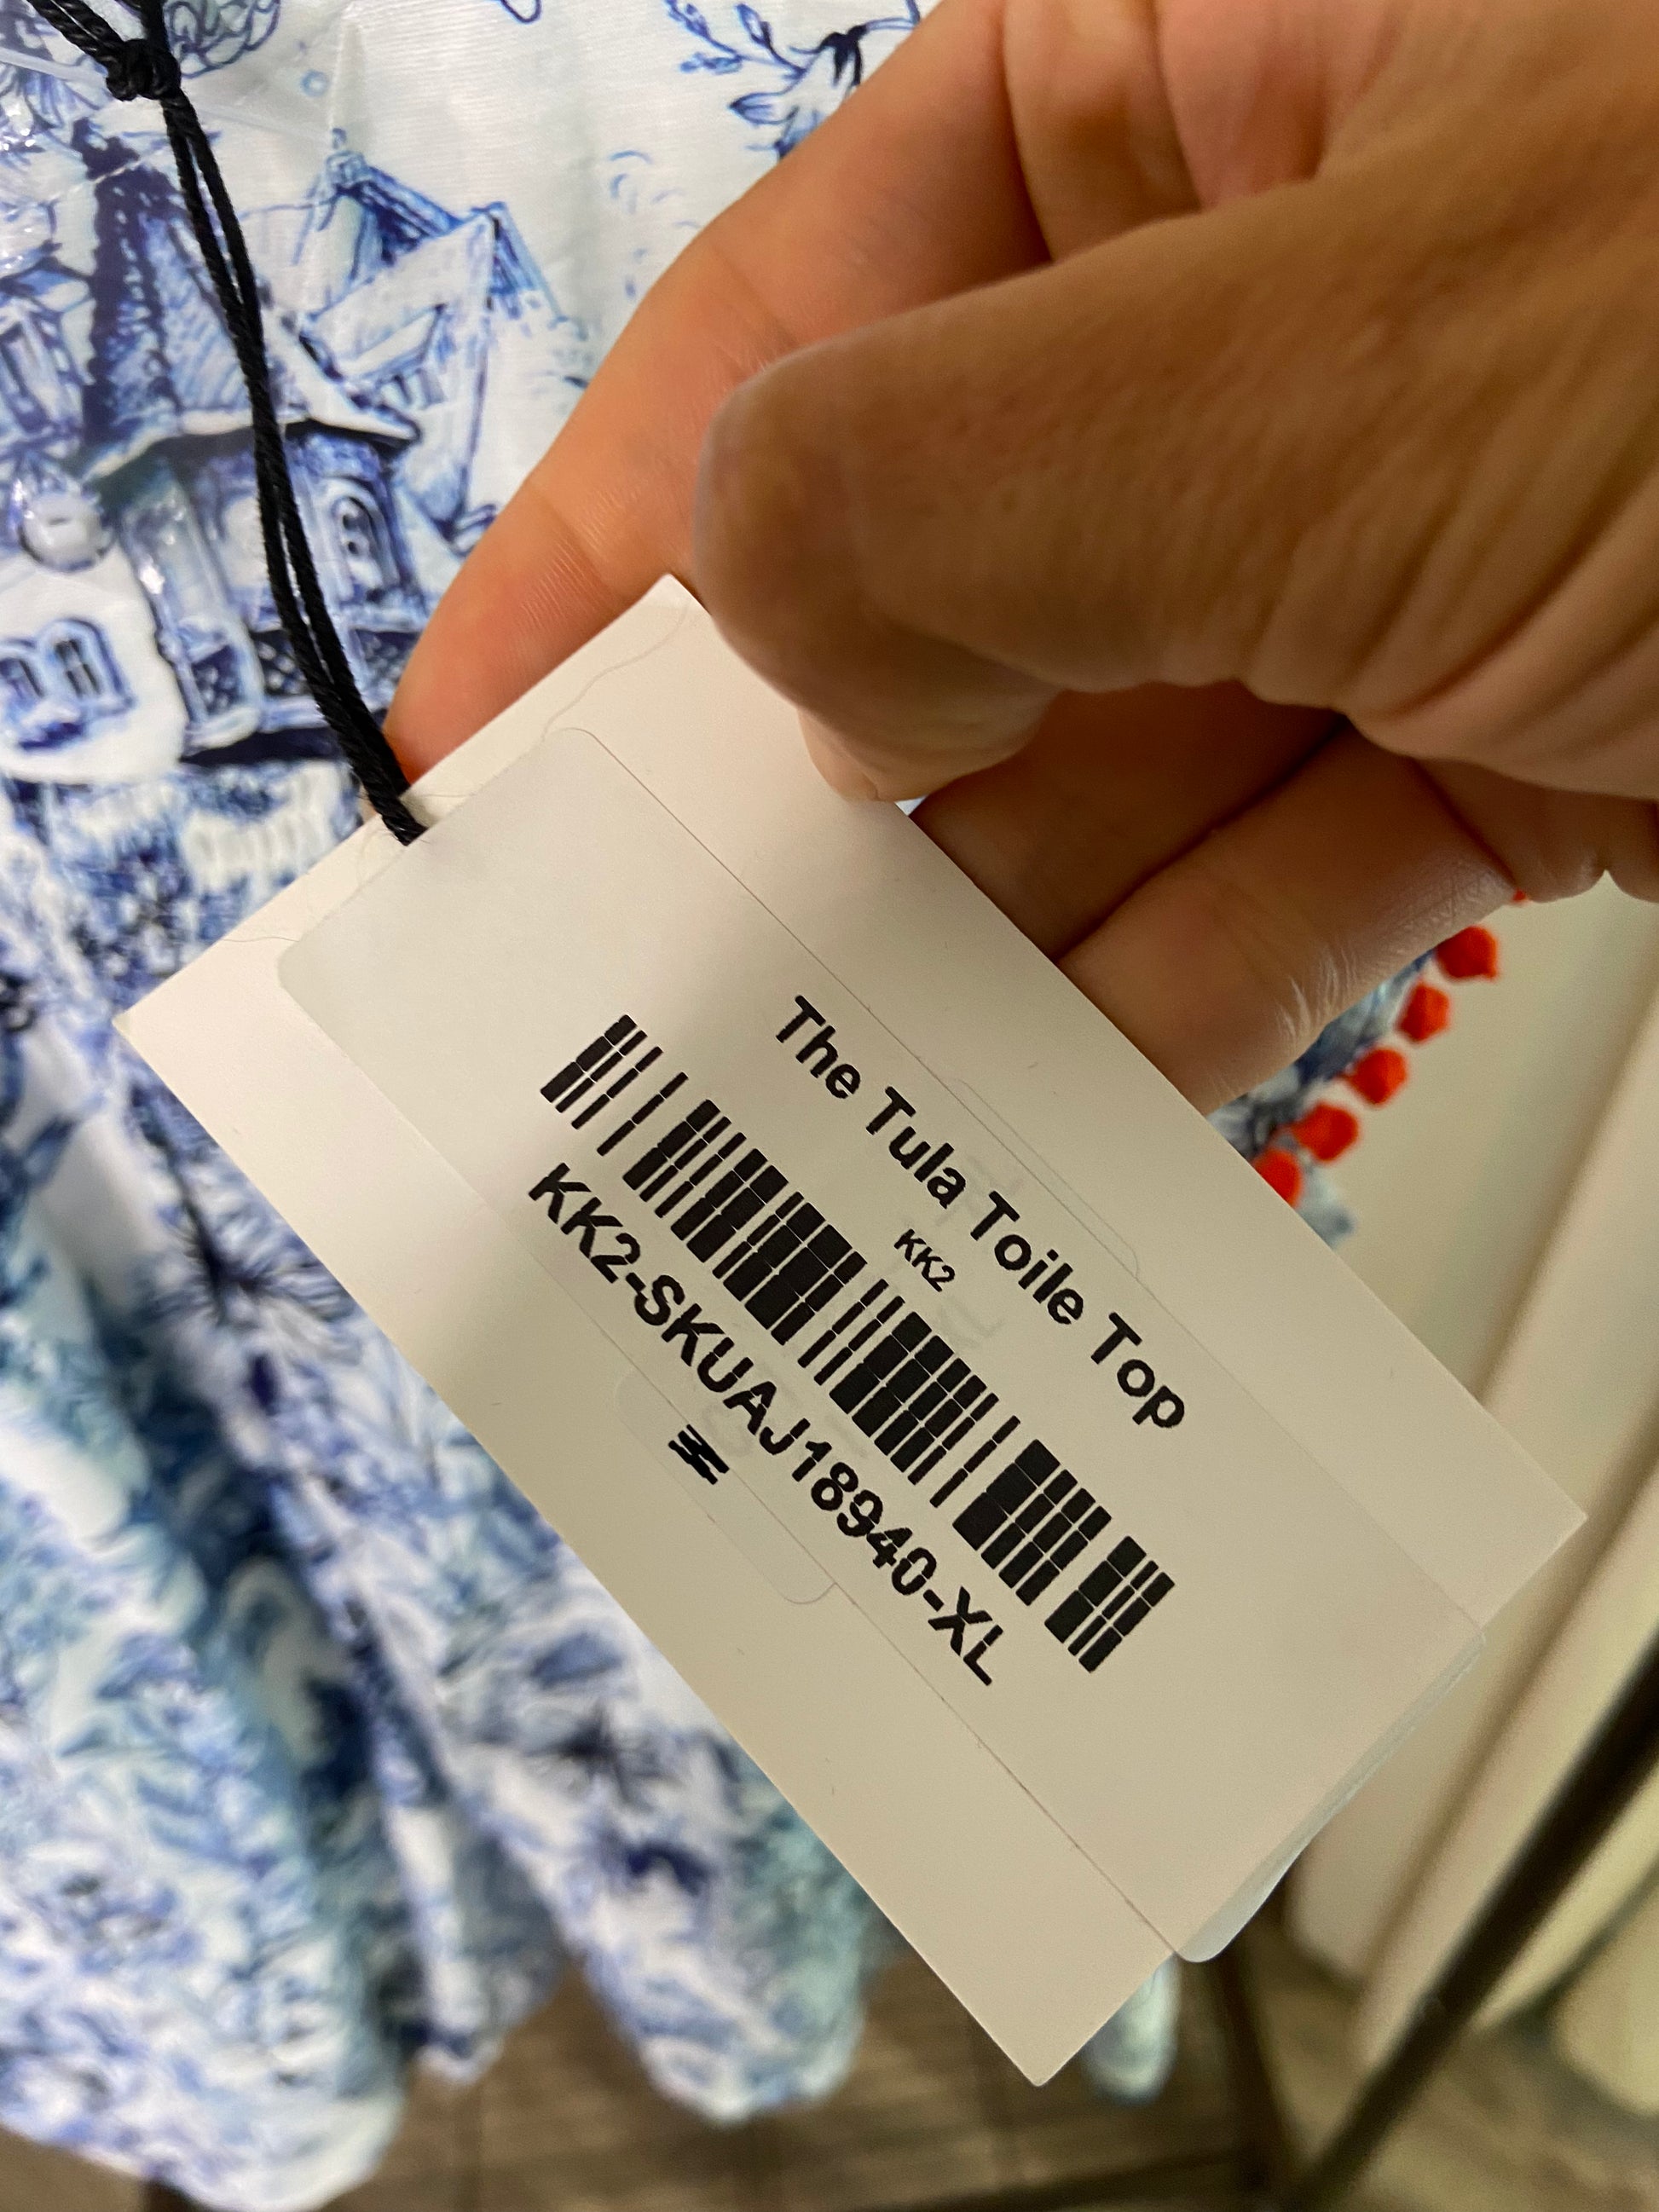 The Tula Toile Top
KK2
KK2-SKUAJ18940-XL